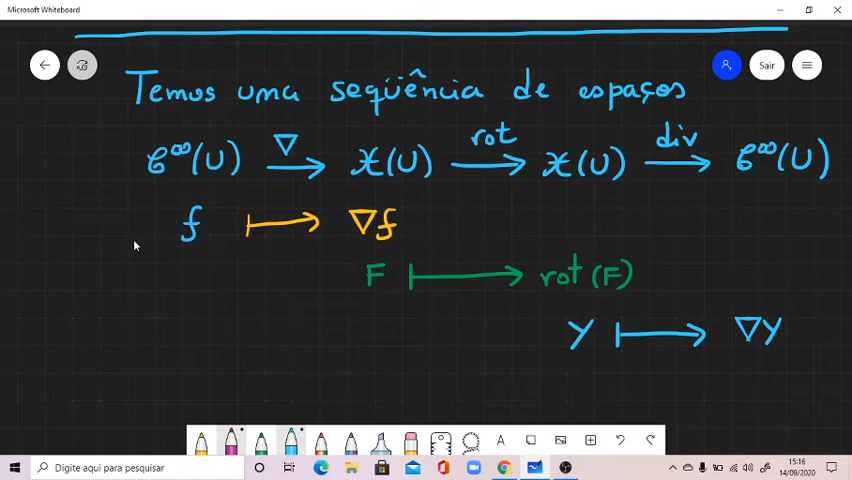 Microsoft Whiteboard
Sair
Temos uma seqüência de espaços
𝒞^∞(U) ∇→ 𝔛(U) rot→ 𝔛(U) div→ 𝒞^∞(U)
f ↦ ∇f
F ↦ rot(F)
Y ↦ ∇Y
A
Digite aqui para pesquisar
15:16
14/09/2020